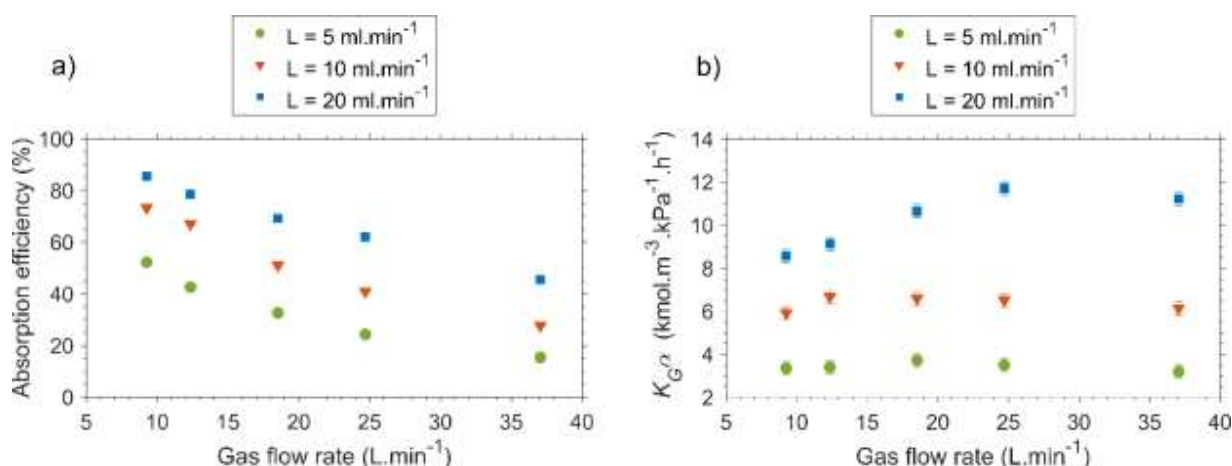 L = 5 ml.min⁻¹
L = 10 ml.min⁻¹
L = 20 ml.min⁻¹
a)
100
80
60
40
20
0
5 10 15 20 25 30 35 40
Absorption efficiency (%)
Gas flow rate (L.min⁻¹)
L = 5 ml.min⁻¹
L = 10 ml.min⁻¹
L = 20 ml.min⁻¹
b)
14
12
10
8
6
4
2
5 10 15 20 25 30 35 40
K_G (kmol.m⁻³.kPa⁻¹.h⁻¹)
Gas flow rate (L.min⁻¹)